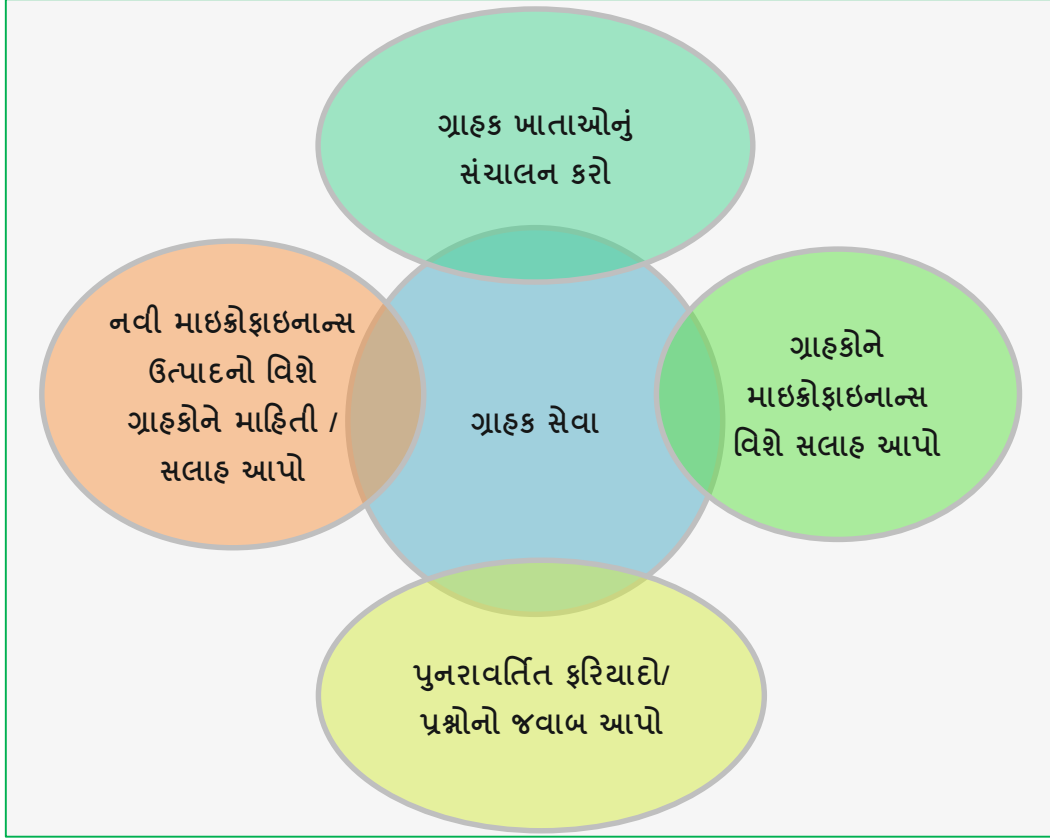 ગ્રાહક ખાતાઓનું
સંચાલન કરો
નવી માઇક્રોફાઇનાન્સ
ઉત્પાદનો વિશે
ગ્રાહકોને માહિતી /
સલાહ આપો
ગ્રાહક સેવા
ગ્રાહકોને
માઇક્રોફાઇનાન્સ
વિશે સલાહ આપો
પુનરાવર્તિત ફરિયાદો/
પ્રશ્નોનો જવાબ આપો